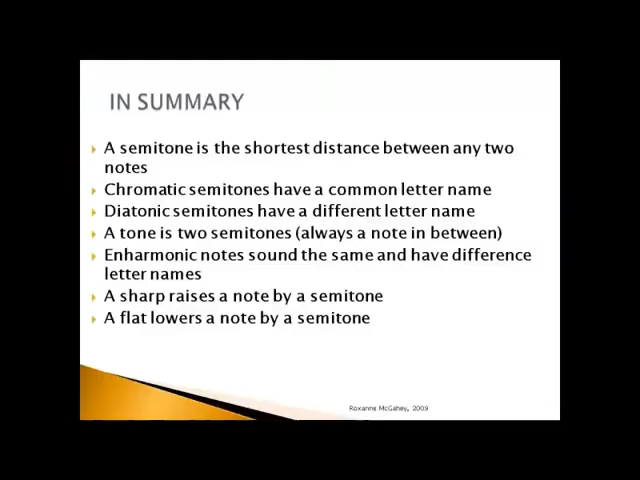 IN SUMMARY
A semitone is the shortest distance between any two
notes
Chromatic semitones have a common letter name
Diatonic semitones have a different letter name
A tone is two semitones (always a note in between)
Enharmonic notes sound the same and have difference
letter names
A sharp raises a note by a semitone
A flat lowers a note by a semitone
Roxanne McGahey, 2009